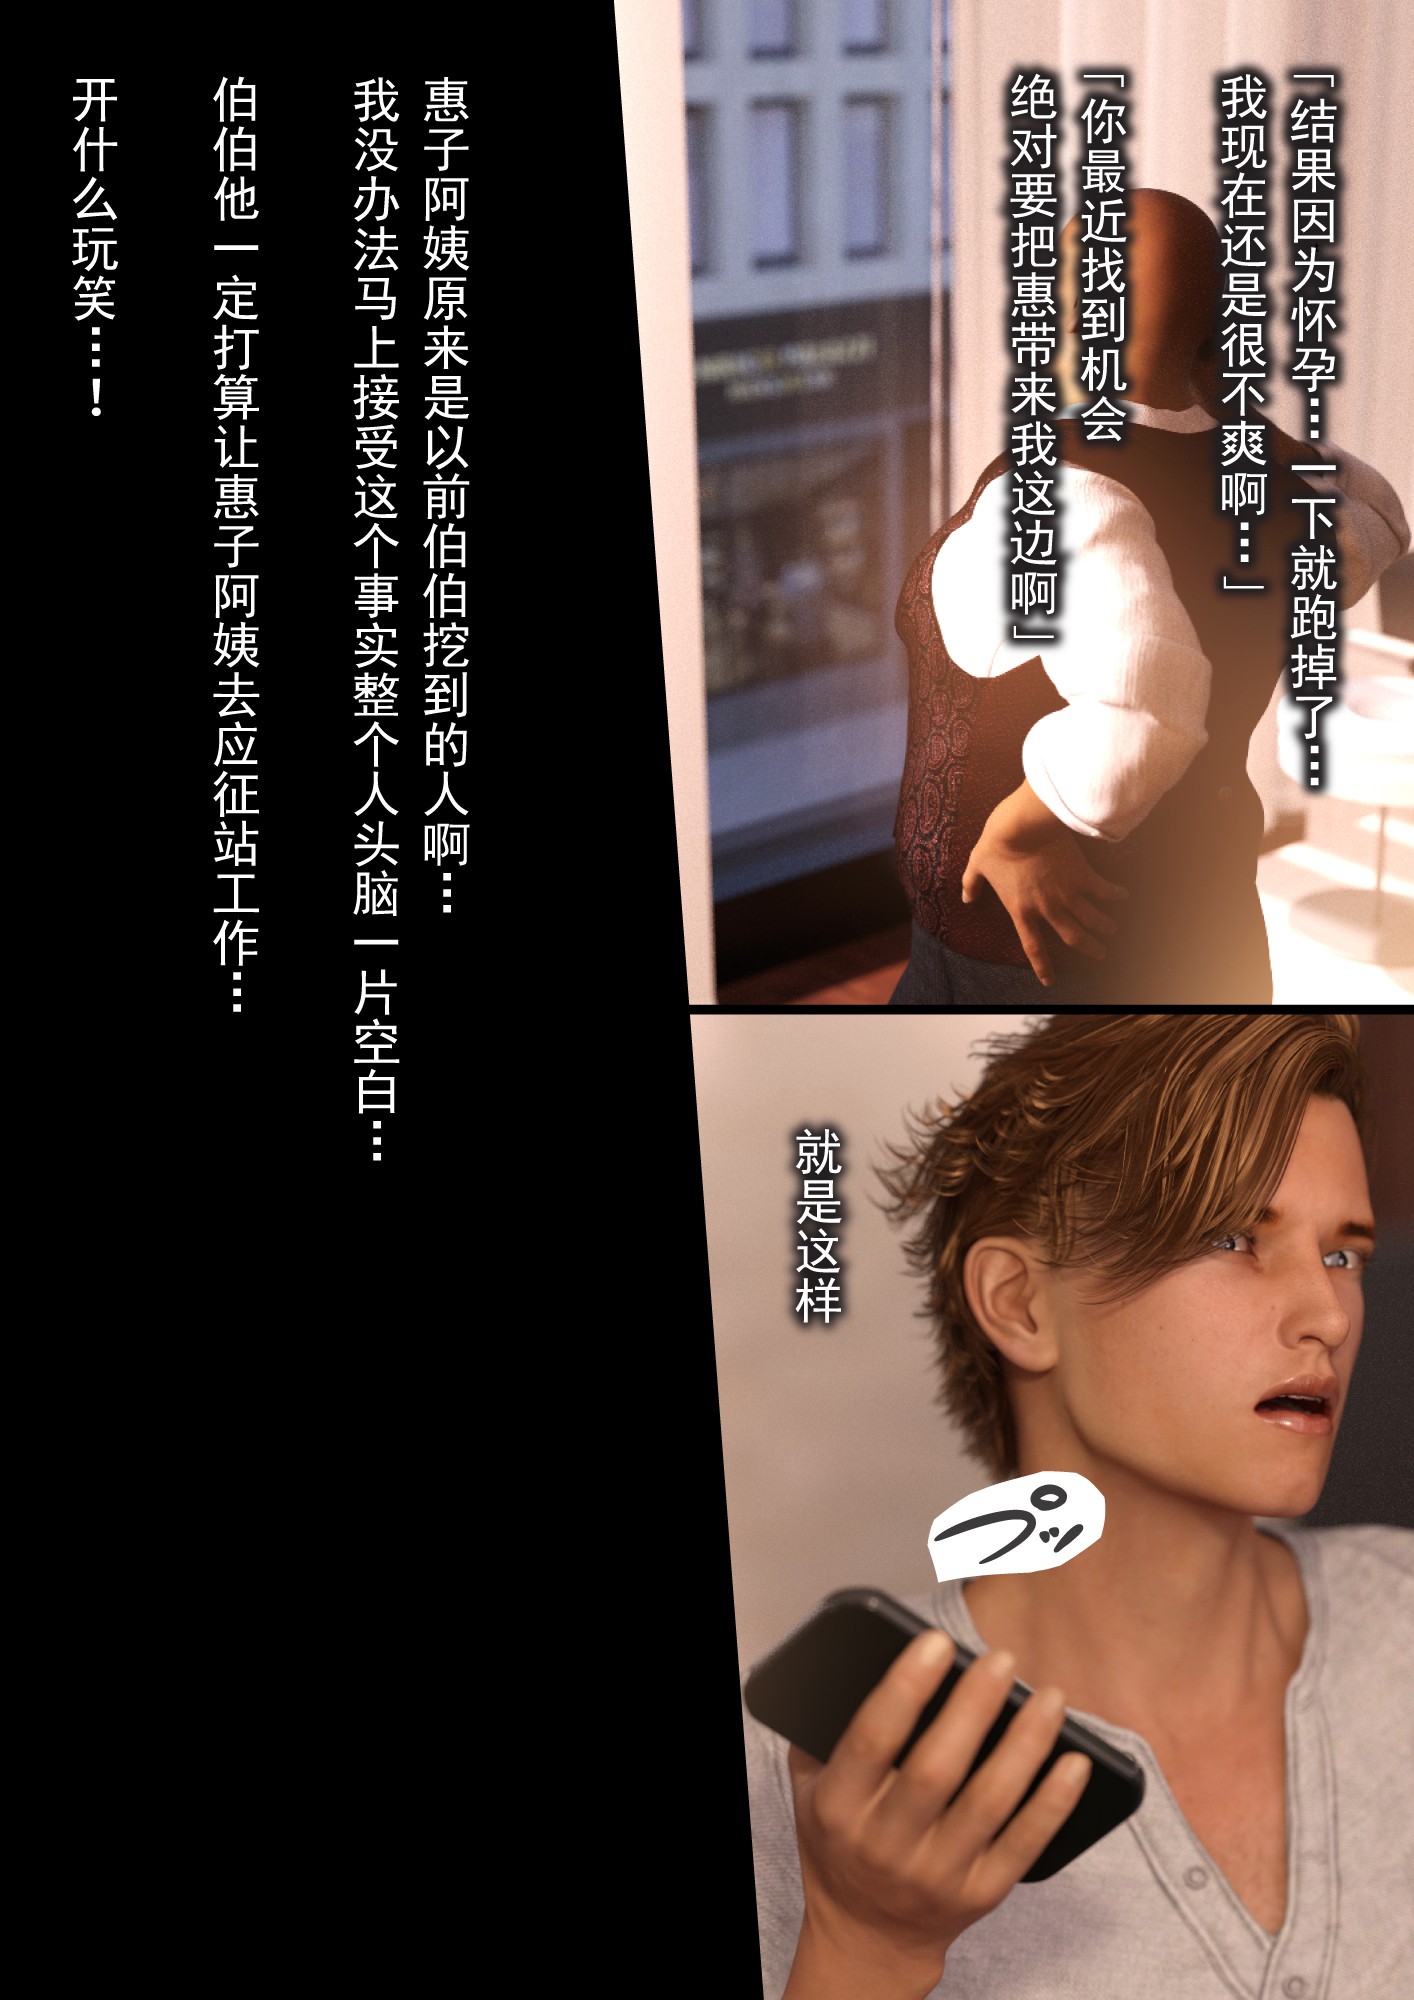 「结果因为怀孕…一下就跑掉了…
我现在还是很不爽啊…」
「你最近找到机会
绝对要把惠带来我这边啊」
就是这样
プッ
惠子阿姨原来是以前伯伯挖到的人啊…
我没办法马上接受这个事实整个人头脑一片空白…
伯伯他一定打算让惠子阿姨去应征站工作…
开什么玩笑…！